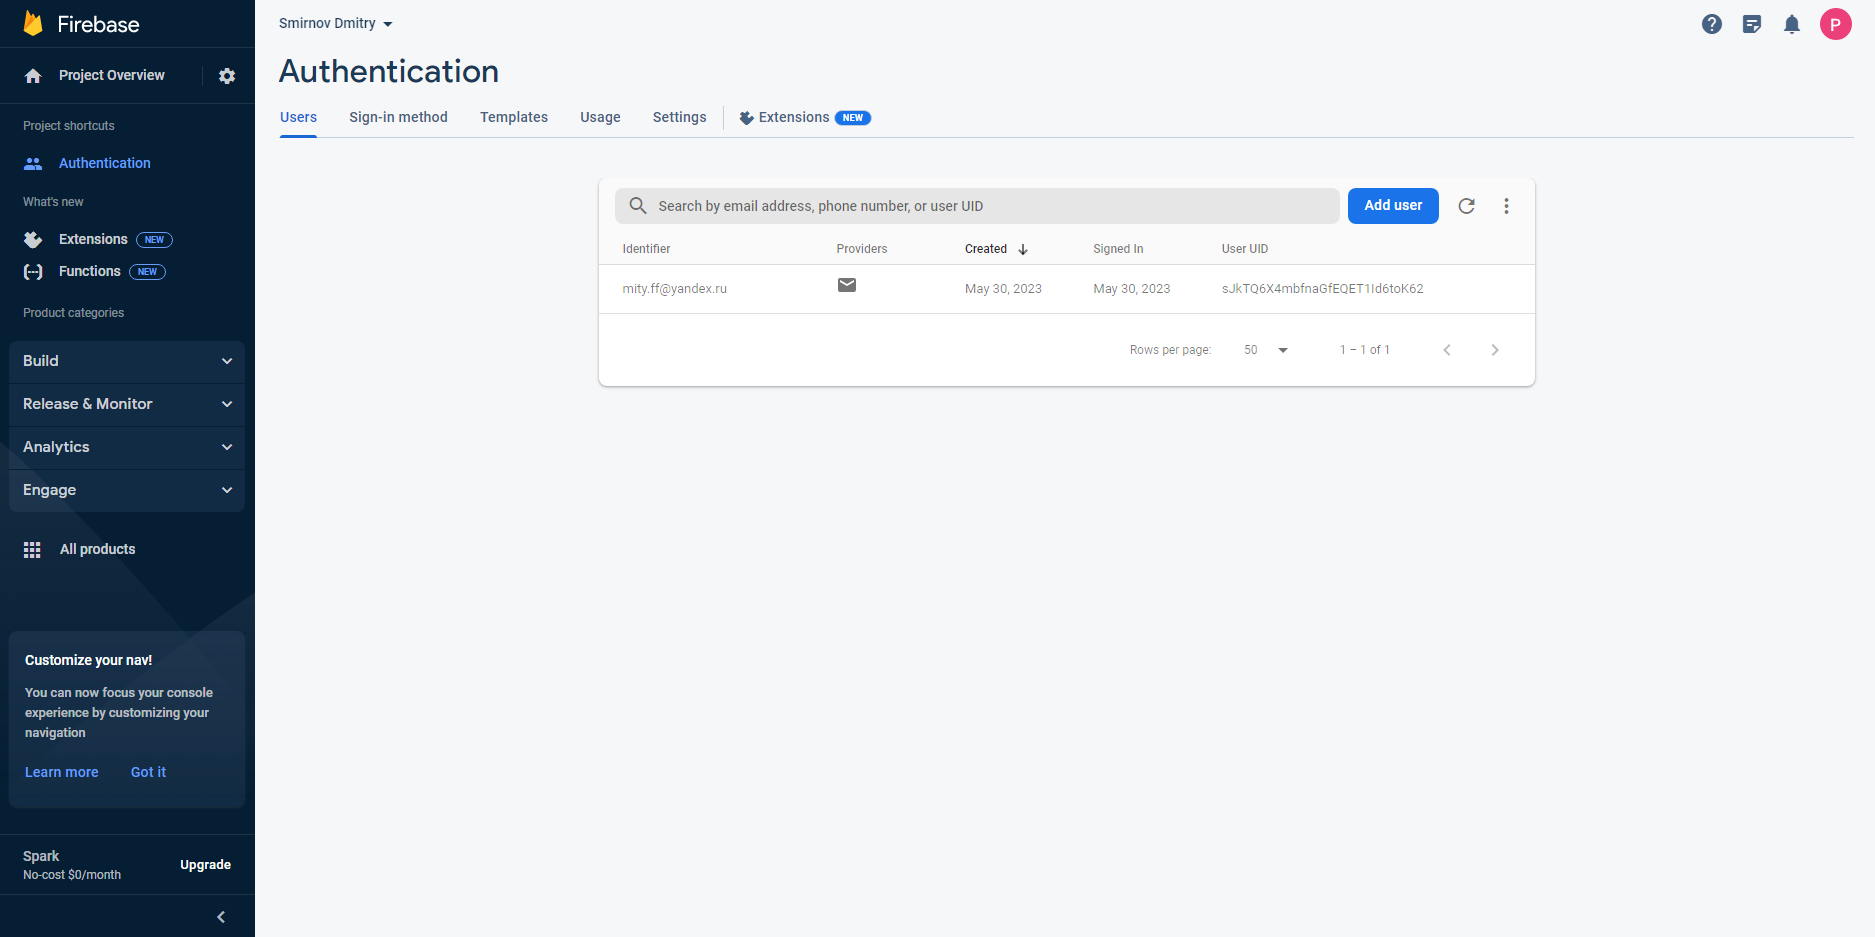 Firebase
Project Overview
Project shortcuts
Authentication
What's new
Extensions NEW
Functions NEW
Product categories
Build
Release & Monitor
Analytics
Engage
All products
Customize your nav!
You can now focus your console
experience by customizing your
navigation
Learn more Got it
Spark
No-cost $0/month
Upgrade
Smirnov Dmitry
P
Authentication
Users Sign-in method Templates Usage Settings Extensions NEW
Search by email address, phone number, or user UID
Add user
Identifier Providers Created Signed In User UID
mity.ff@yandex.ru May 30, 2023 May 30, 2023 sJkTQ6X4mbfnaGfEQET1Id6toK62
Rows per page: 50 1 – 1 of 1